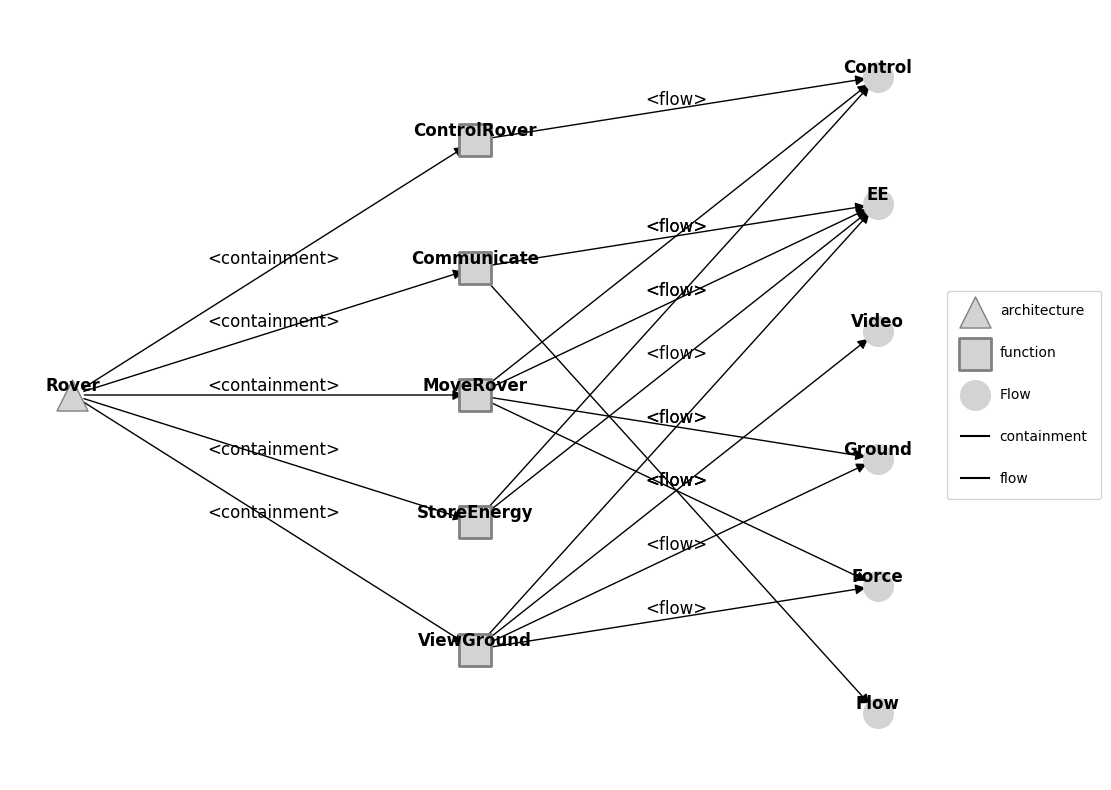 Control
<flow>
ControlRover
EE
<flow>
<containment>
Communicate
<flow>
<containment>
Video
<flow>
Rover
<containment>
MoveRover
<flow>
<containment>
Ground
<flow>
<containment>
StoreEnergy
<flow>
Force
<flow>
ViewGround
Flow
architecture
function
Flow
containment
flow